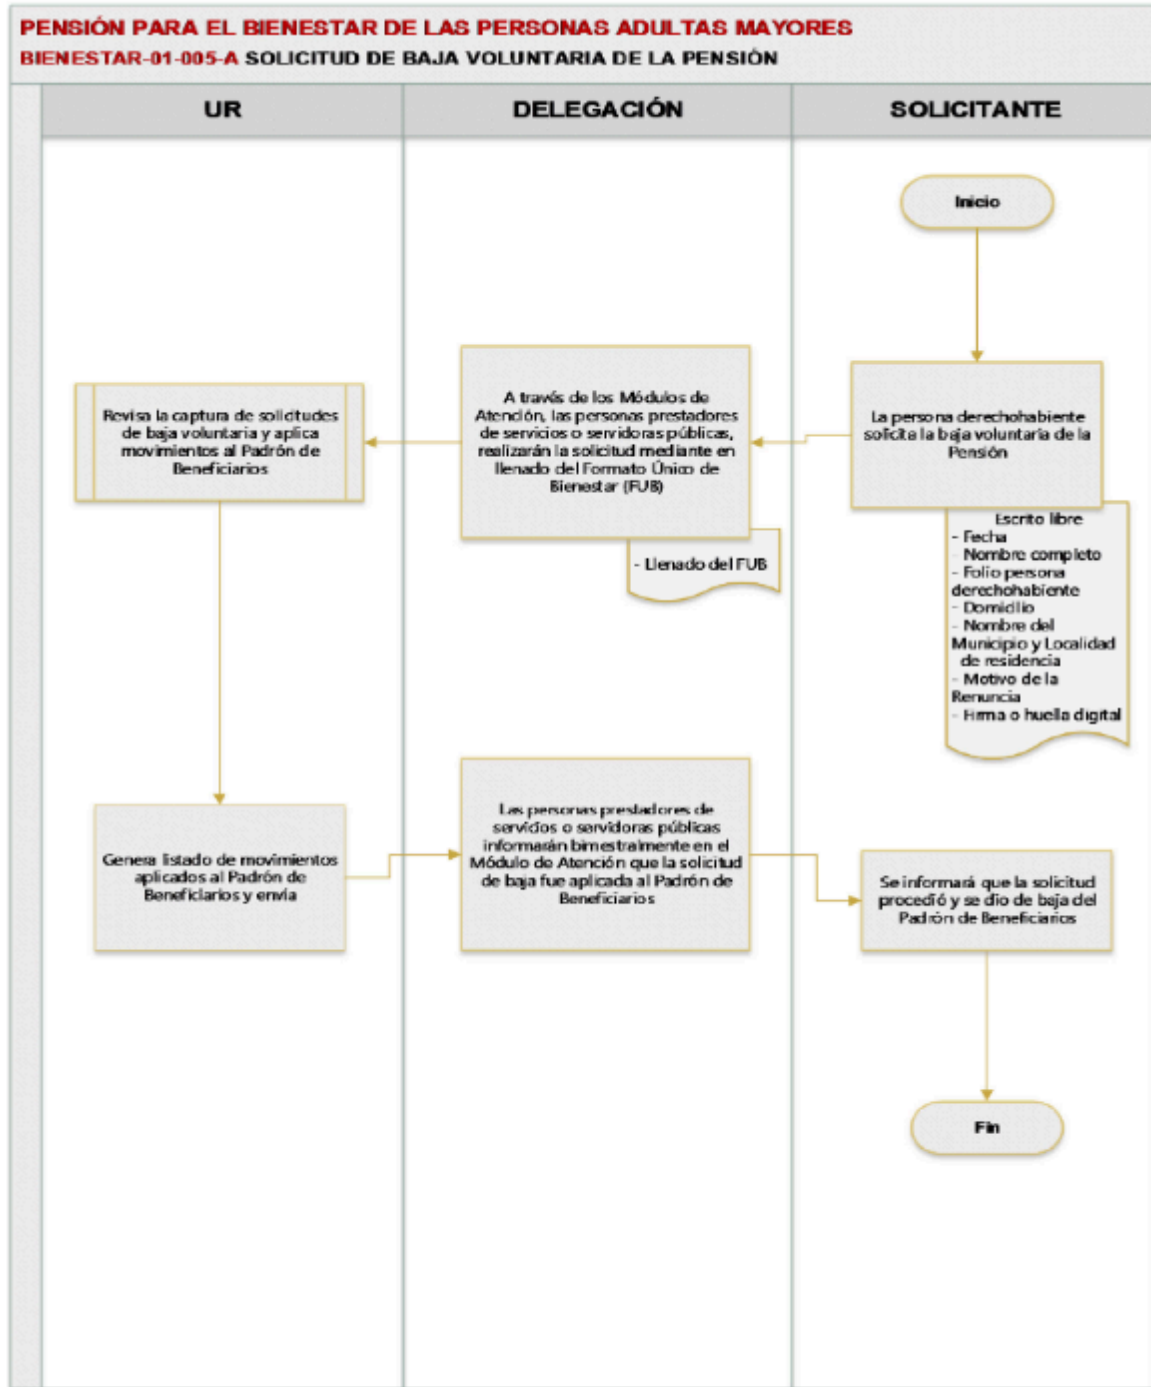 PENSIÓN PARA EL BIENESTAR DE LAS PERSONAS ADULTAS MAYORES
BIENESTAR-01-005-A SOLICITUD DE BAJA VOLUNTARIA DE LA PENSIÓN
UR
DELEGACIÓN
SOLICITANTE
Inicio
La persona derechohabiente
solicita la baja voluntaria de la
Pensión
Escrito libre
- Fecha
- Nombre completo
- Folio persona
derechohabiente
- Domicilio
- Nombre del
Municipio y Localidad
de residencia
- Motivo de la
Renuncia
- Firma o huella digital
A través de los Módulos de
Atención, las personas prestadores
de servicios o servidoras públicas,
realizarán la solicitud mediante en
llenado del Formato Único de
Bienestar (FUB)
- Llenado del FUB
Revisa la captura de solicitudes
de baja voluntaria y aplica
movimientos al Padrón de
Beneficiarios
Genera listado de movimientos
aplicados al Padrón de
Beneficiarios y envía
Las personas prestadores de
servicios o servidoras públicas
informarán bimestralmente en el
Módulo de Atención que la solicitud
de baja fue aplicada al Padrón de
Beneficiarios
Se informará que la solicitud
procedió y se dio de baja del
Padrón de Beneficiarios
Fin